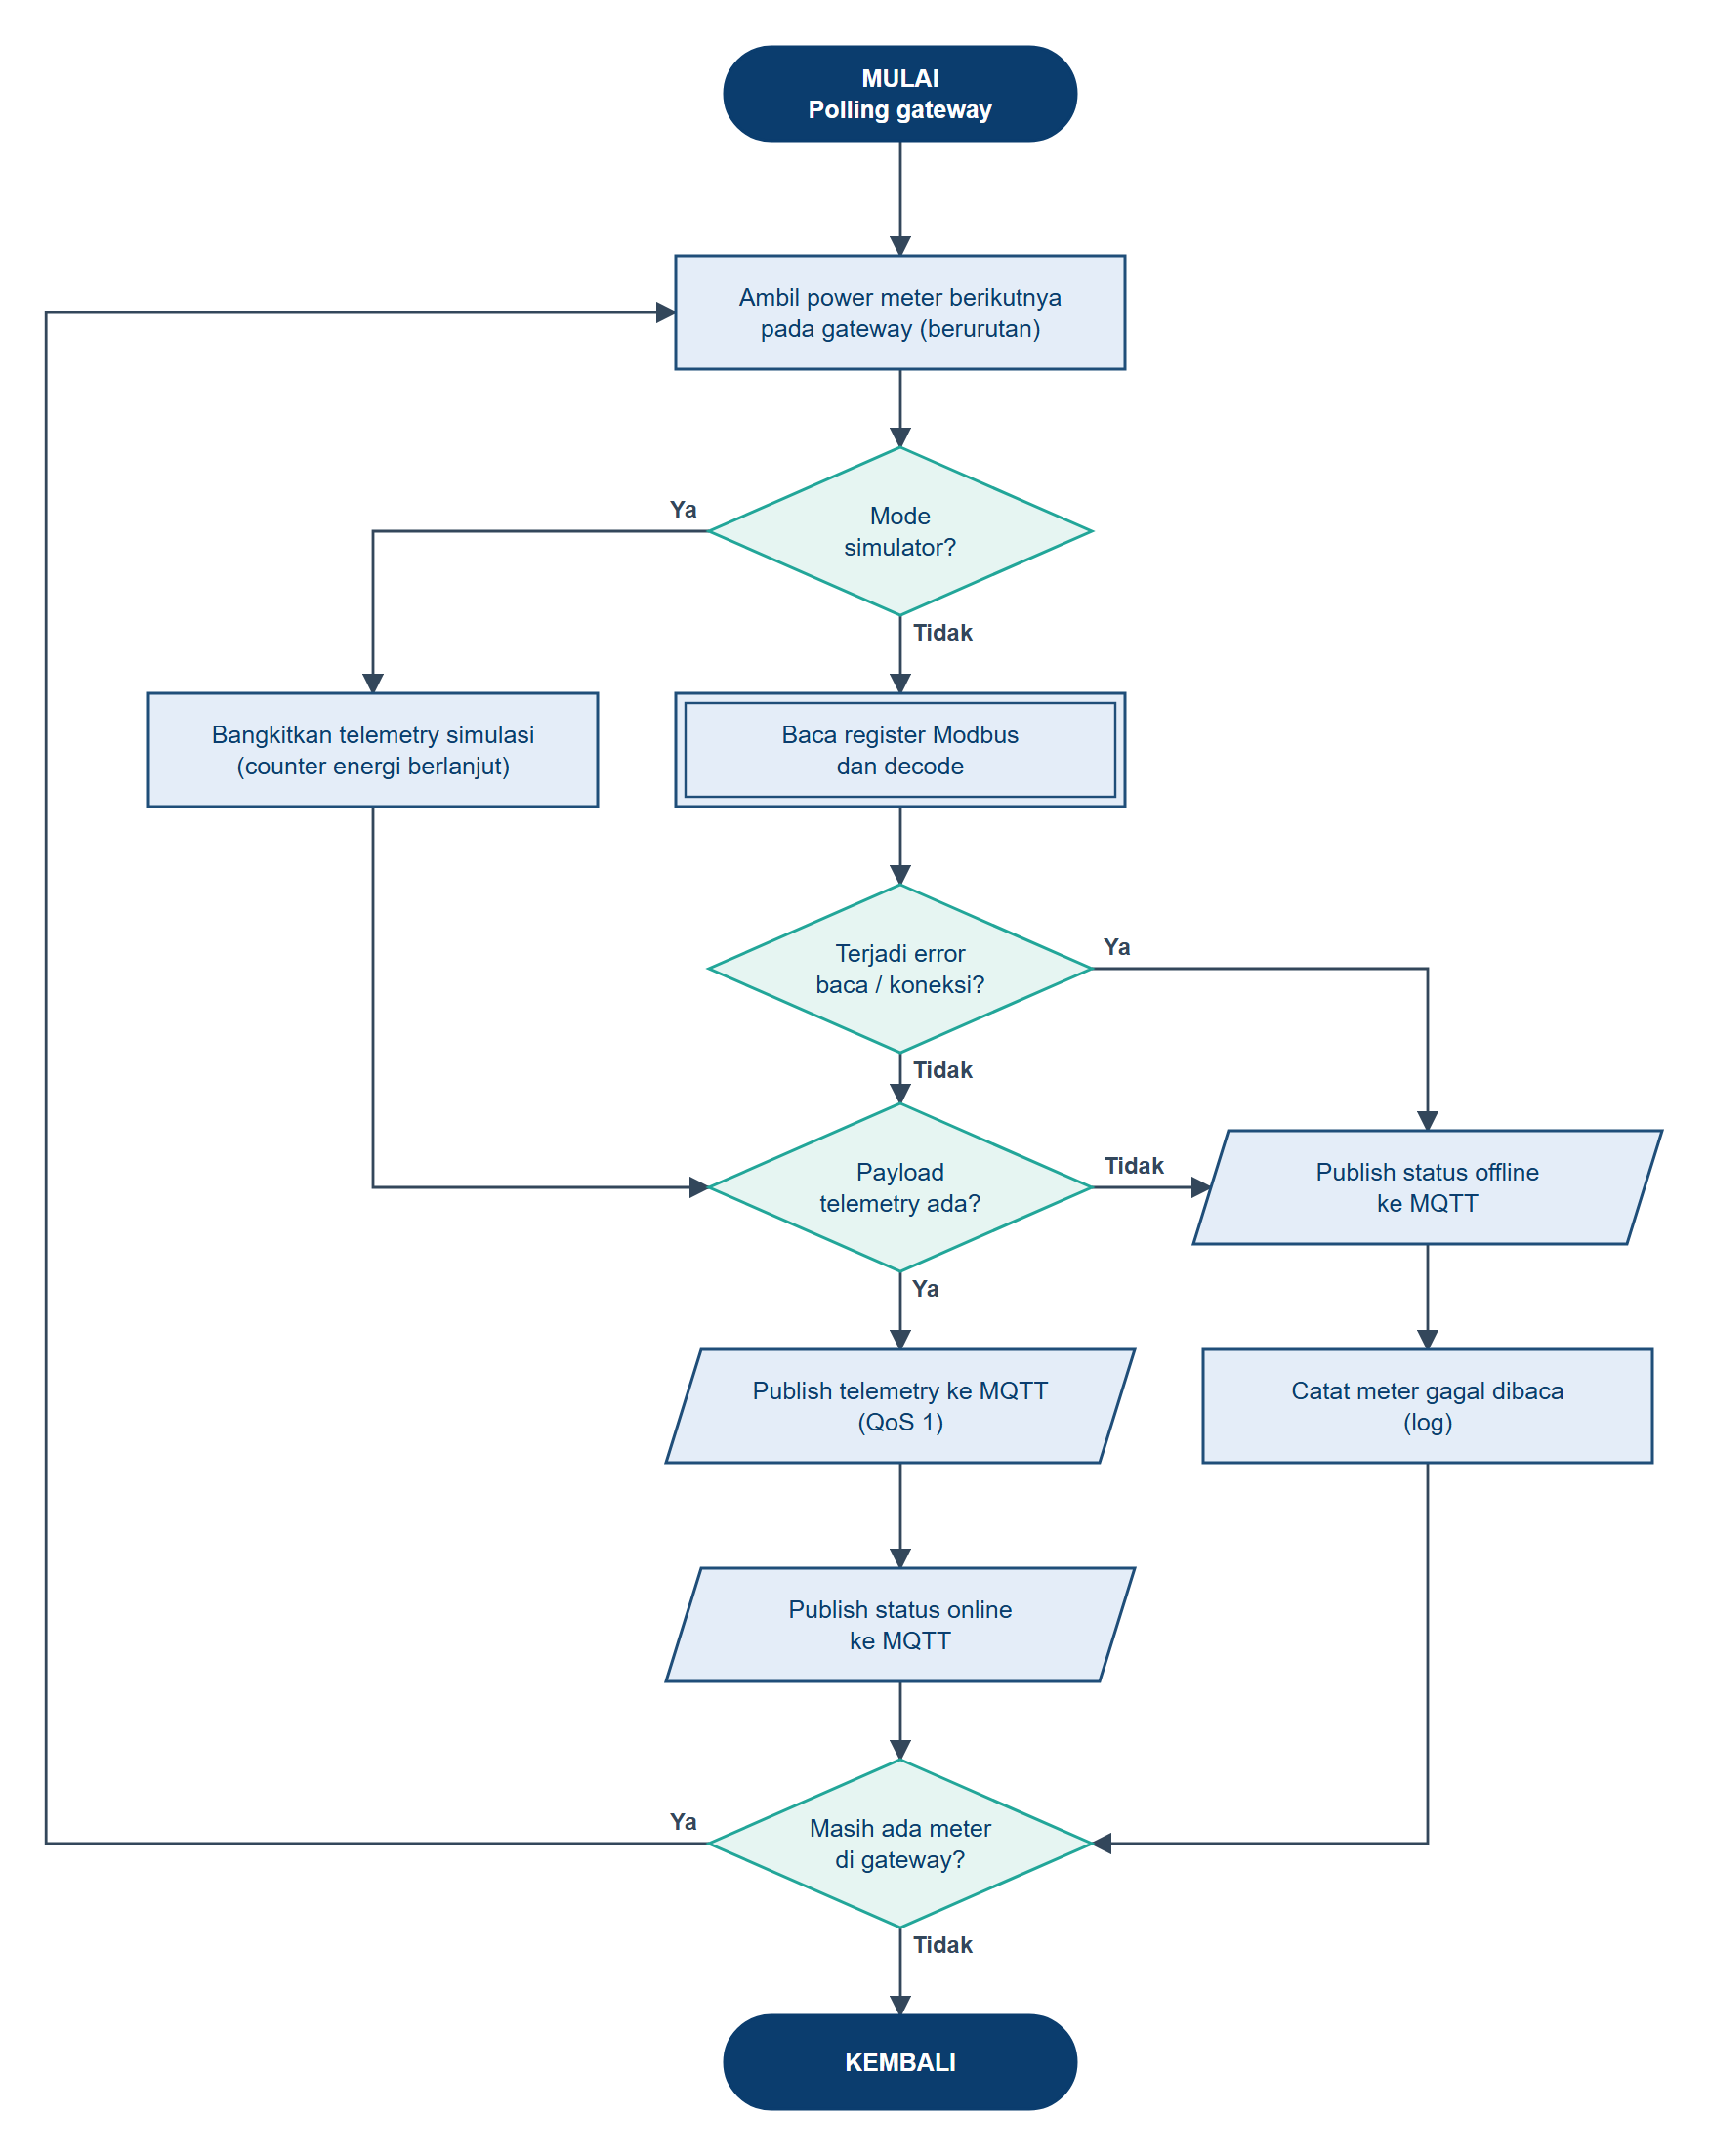 MULAI
Polling gateway
Ambil power meter berikutnya
pada gateway (berurutan)
Mode
simulator?
Ya
Tidak
Bangkitkan telemetry simulasi
(counter energi berlanjut)
Baca register Modbus
dan decode
Terjadi error
baca / koneksi?
Ya
Tidak
Payload
telemetry ada?
Tidak
Ya
Publish status offline
ke MQTT
Publish telemetry ke MQTT
(QoS 1)
Catat meter gagal dibaca
(log)
Publish status online
ke MQTT
Masih ada meter
di gateway?
Ya
Tidak
KEMBALI